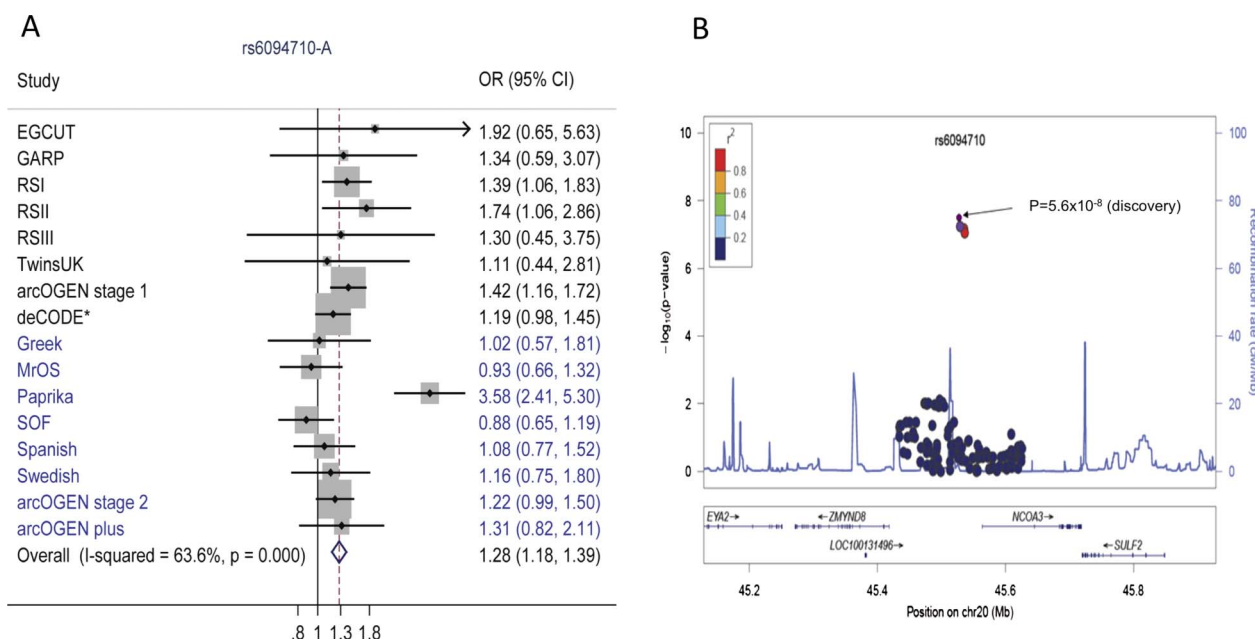 A
rs6094710-A
Study OR (95% CI)
EGCUT 1.92 (0.65, 5.63)
GARP 1.34 (0.59, 3.07)
RSI 1.39 (1.06, 1.83)
RSII 1.74 (1.06, 2.86)
RSIII 1.30 (0.45, 3.75)
TwinsUK 1.11 (0.44, 2.81)
arcOGEN stage 1 1.42 (1.16, 1.72)
deCODE* 1.19 (0.98, 1.45)
Greek 1.02 (0.57, 1.81)
MrOS 0.93 (0.66, 1.32)
Paprika 3.58 (2.41, 5.30)
SOF 0.88 (0.65, 1.19)
Spanish 1.08 (0.77, 1.52)
Swedish 1.16 (0.75, 1.80)
arcOGEN stage 2 1.22 (0.99, 1.50)
arcOGEN plus 1.31 (0.82, 2.11)
Overall (I-squared = 63.6%, p = 0.000) 1.28 (1.18, 1.39)
.8 1 1.3 1.8
B
10
8
6
4
2
0
−log10(p−value)
r²
0.8
0.6
0.4
0.2
rs6094710
P=5.6x10⁻⁸ (discovery)
100
80
60
40
20
0
Recombination rate (cM/Mb)
EYA2→ ←ZMYND8 NCOA3→
LOC100131496→ ←SULF2
45.2 45.4 45.6 45.8
Position on chr20 (Mb)